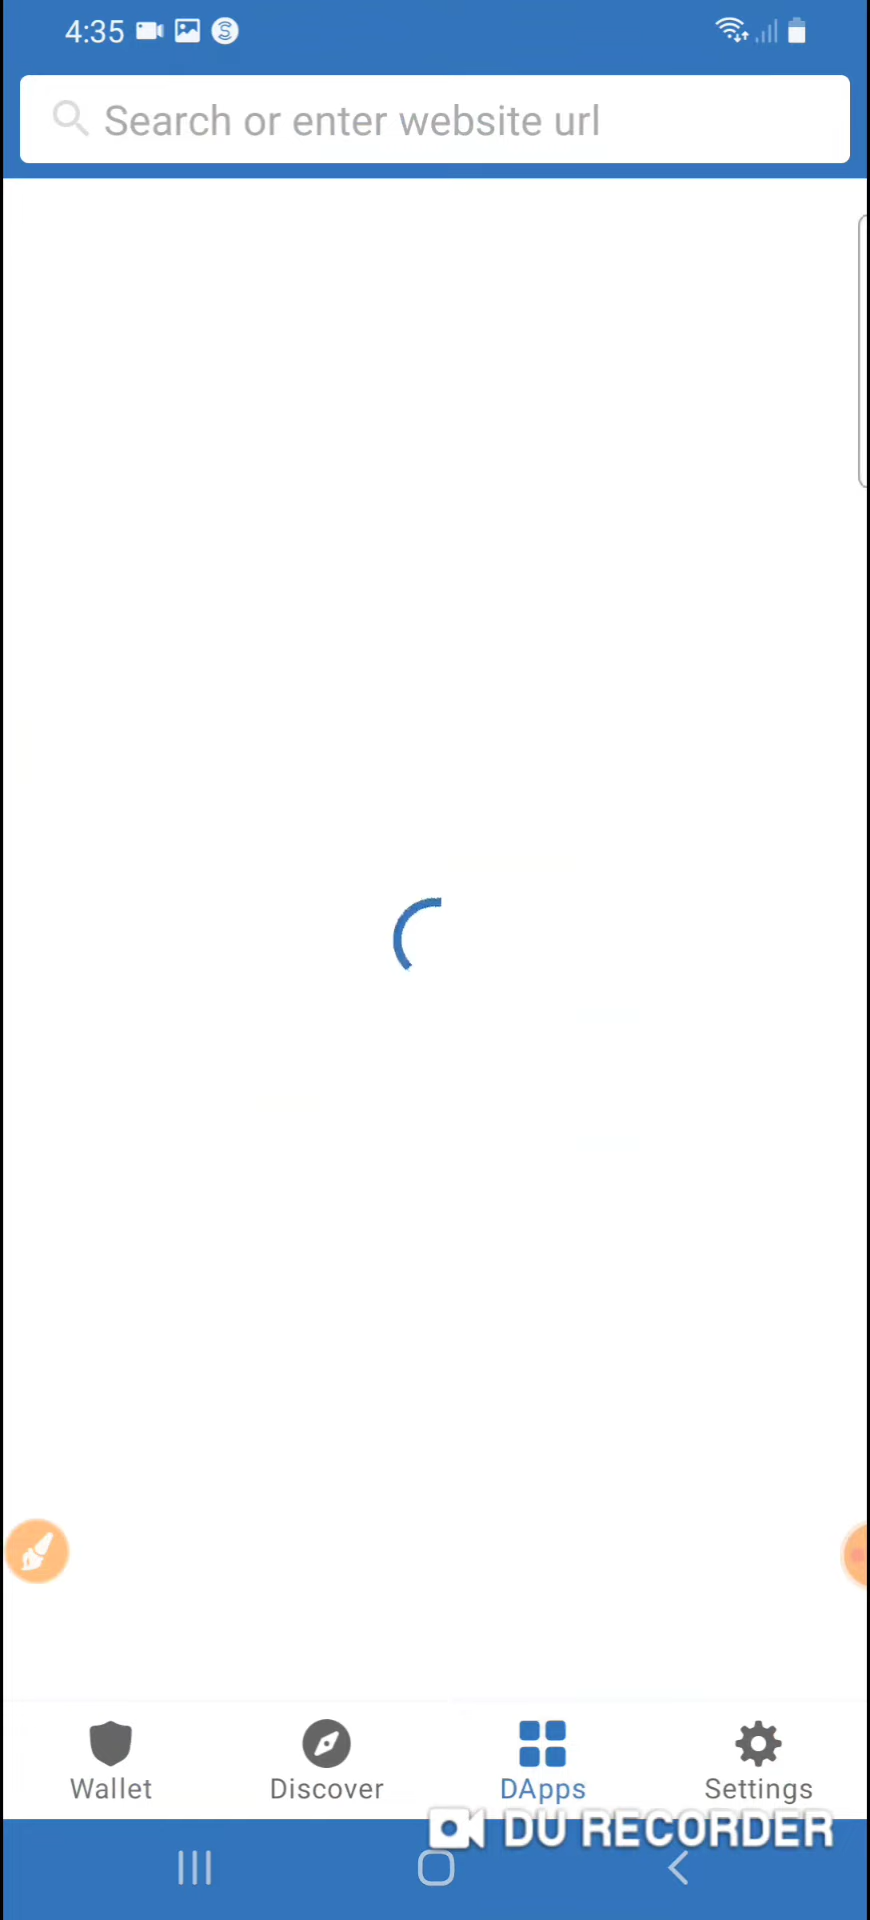 4:35
Search or enter website url
Wallet
Discover
DApps
Settings
DU RECORDER